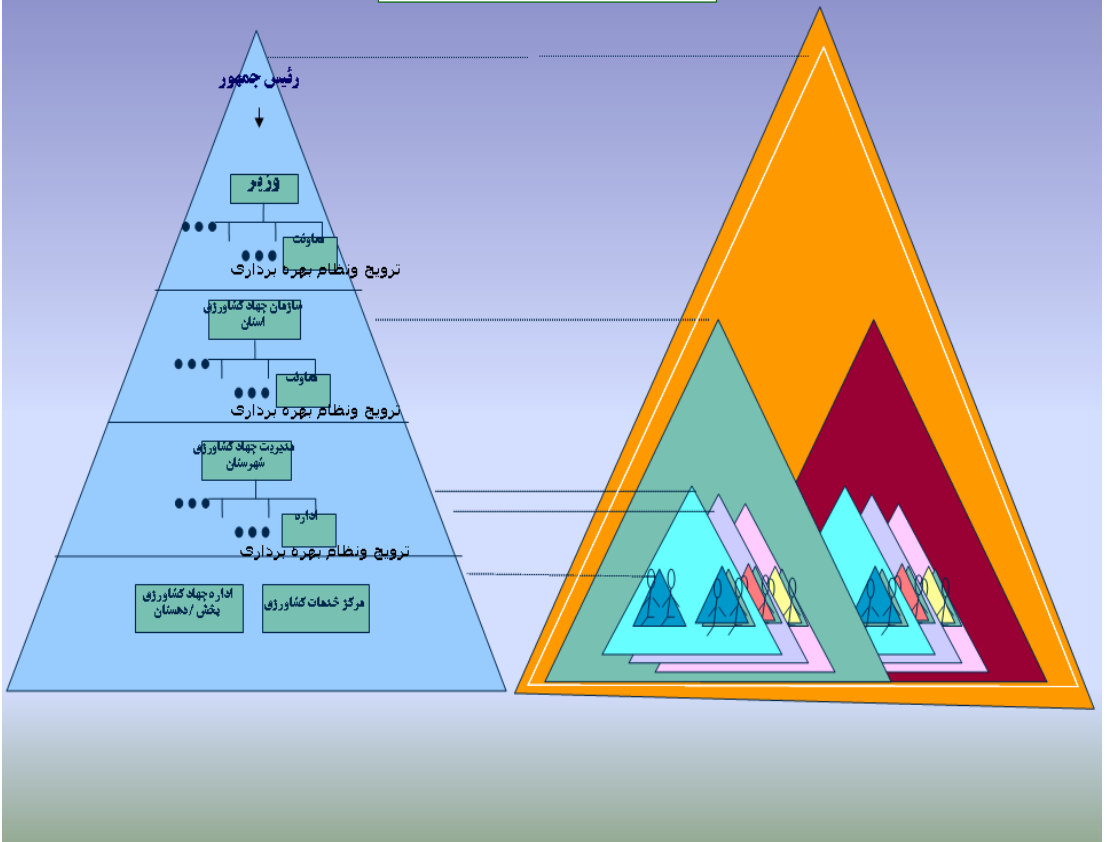 رئیس جمهور
وزیر
معاونت
ترویج ونظام بهره برداری
سازمان جهاد کشاورزی
استان
معاونت
ترویج ونظام بهره برداری
مدیریت جهاد کشاورزی
شهرستان
اداره
ترویج ونظام بهره برداری
اداره جهاد کشاورزی
بخش /دهستان
مرکز خدمات کشاورزی